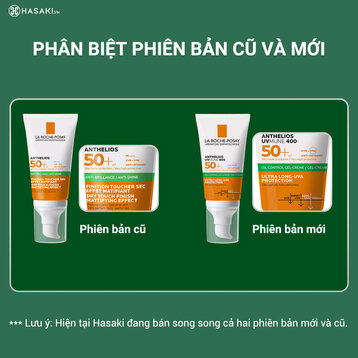 HASAKI.VN
PHÂN BIỆT PHIÊN BẢN CŨ VÀ MỚI
LA ROCHE-POSAY
ANTHELIOS
50+
ANTHELIOS
50+
ANTI-BRILLANCE / ANTI-SHINE
FINITION TOUCHER SEC
EFFET MATIFIANT
DRY TOUCH FINISH
MATTIFYING EFFECT
Phiên bản cũ
LA ROCHE-POSAY
ANTHELIOS
UVMUNE 400
50+
ANTHELIOS
UVMUNE 400
50+
OIL CONTROL GEL-CREME / GEL-CREAM
ULTRA LONG-UVA
PROTECTION
Phiên bản mới
*** Lưu ý: Hiện tại Hasaki đang bán song song cả hai phiên bản mới và cũ.